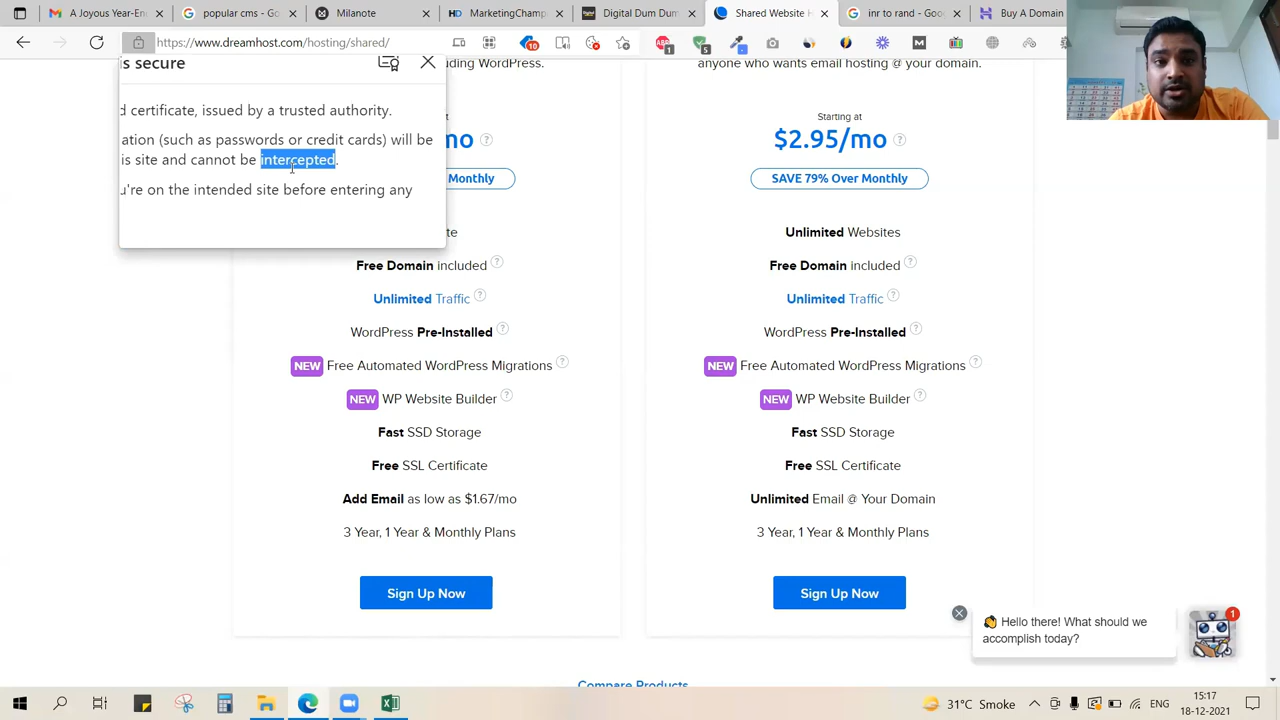 A Joyous Year-En
popular cms - Goo
Milanote
MarketingChamp
Digital Dum Dum
Shared Website H
inr to rand - Goo
Buy A Domain
https://www.dreamhost.com/hosting/shared/
10
1
5
s secure
d certificate, issued by a trusted authority.
ation (such as passwords or credit cards) will be
is site and cannot be intercepted.
u're on the intended site before entering any
ding WordPress.
mo
Monthly
te
Free Domain included
Unlimited Traffic
WordPress Pre-Installed
NEW Free Automated WordPress Migrations
NEW WP Website Builder
Fast SSD Storage
Free SSL Certificate
Add Email as low as $1.67/mo
3 Year, 1 Year & Monthly Plans
Sign Up Now
anyone who wants email hosting @ your domain.
Starting at
$2.95/mo
SAVE 79% Over Monthly
Unlimited Websites
Free Domain included
Unlimited Traffic
WordPress Pre-Installed
NEW Free Automated WordPress Migrations
NEW WP Website Builder
Fast SSD Storage
Free SSL Certificate
Unlimited Email @ Your Domain
3 Year, 1 Year & Monthly Plans
Sign Up Now
Compare Products
Hello there! What should we
accomplish today?
1
31°C Smoke
ENG
15:17
18-12-2021